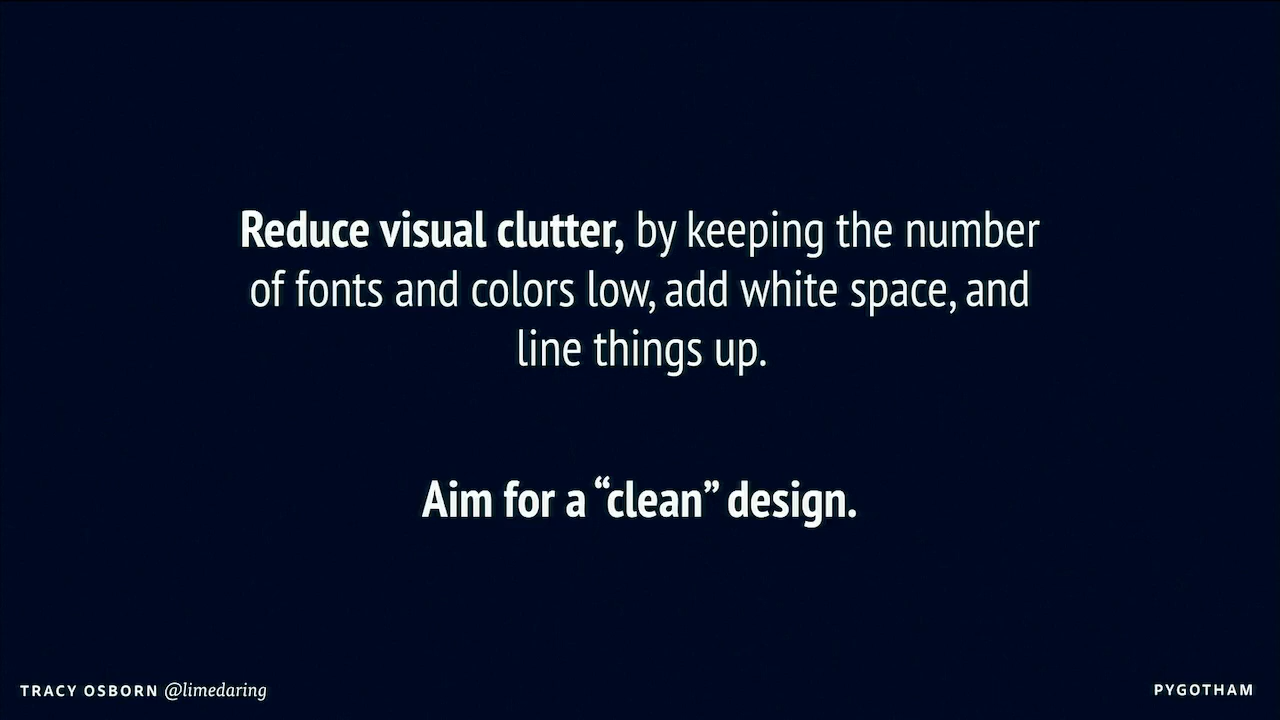 Reduce visual clutter, by keeping the number
of fonts and colors low, add white space, and
line things up.
Aim for a “clean” design.
TRACY OSBORN @limedaring
PYGOTHAM